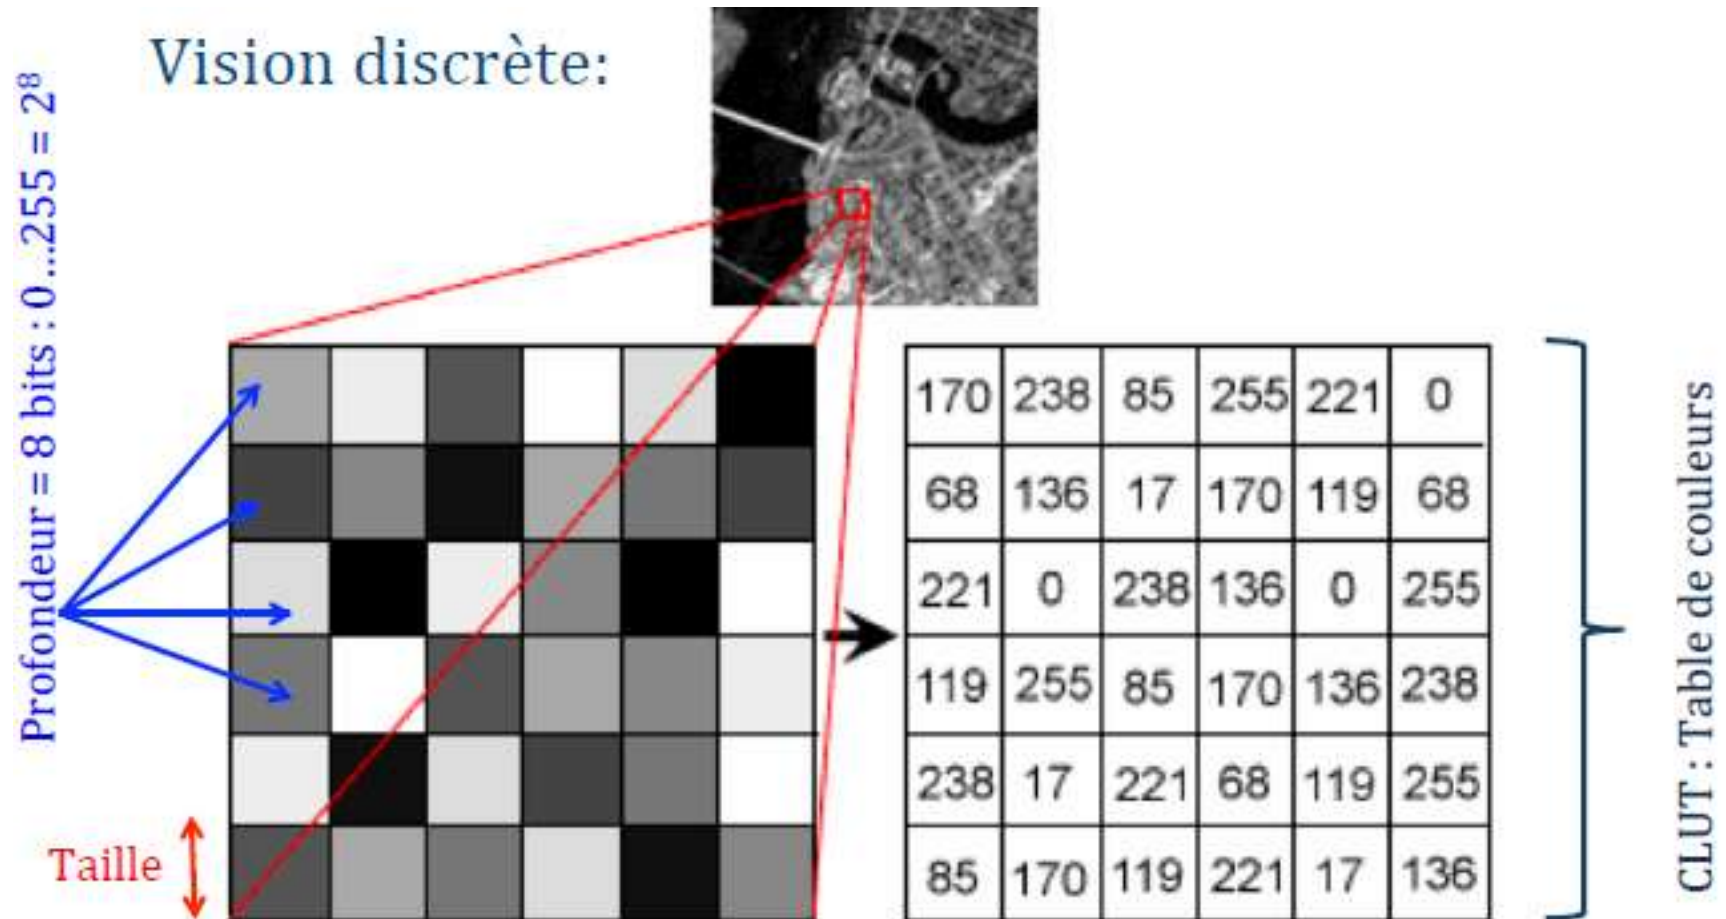 Vision discrète:
Profondeur = 8 bits : 0 ...255 = 2⁸
170 238 85 255 221 0
68 136 17 170 119 68
221 0 238 136 0 255
119 255 85 170 136 238
238 17 221 68 119 255
85 170 119 221 17 136
Taille
CLUT : Table de couleurs